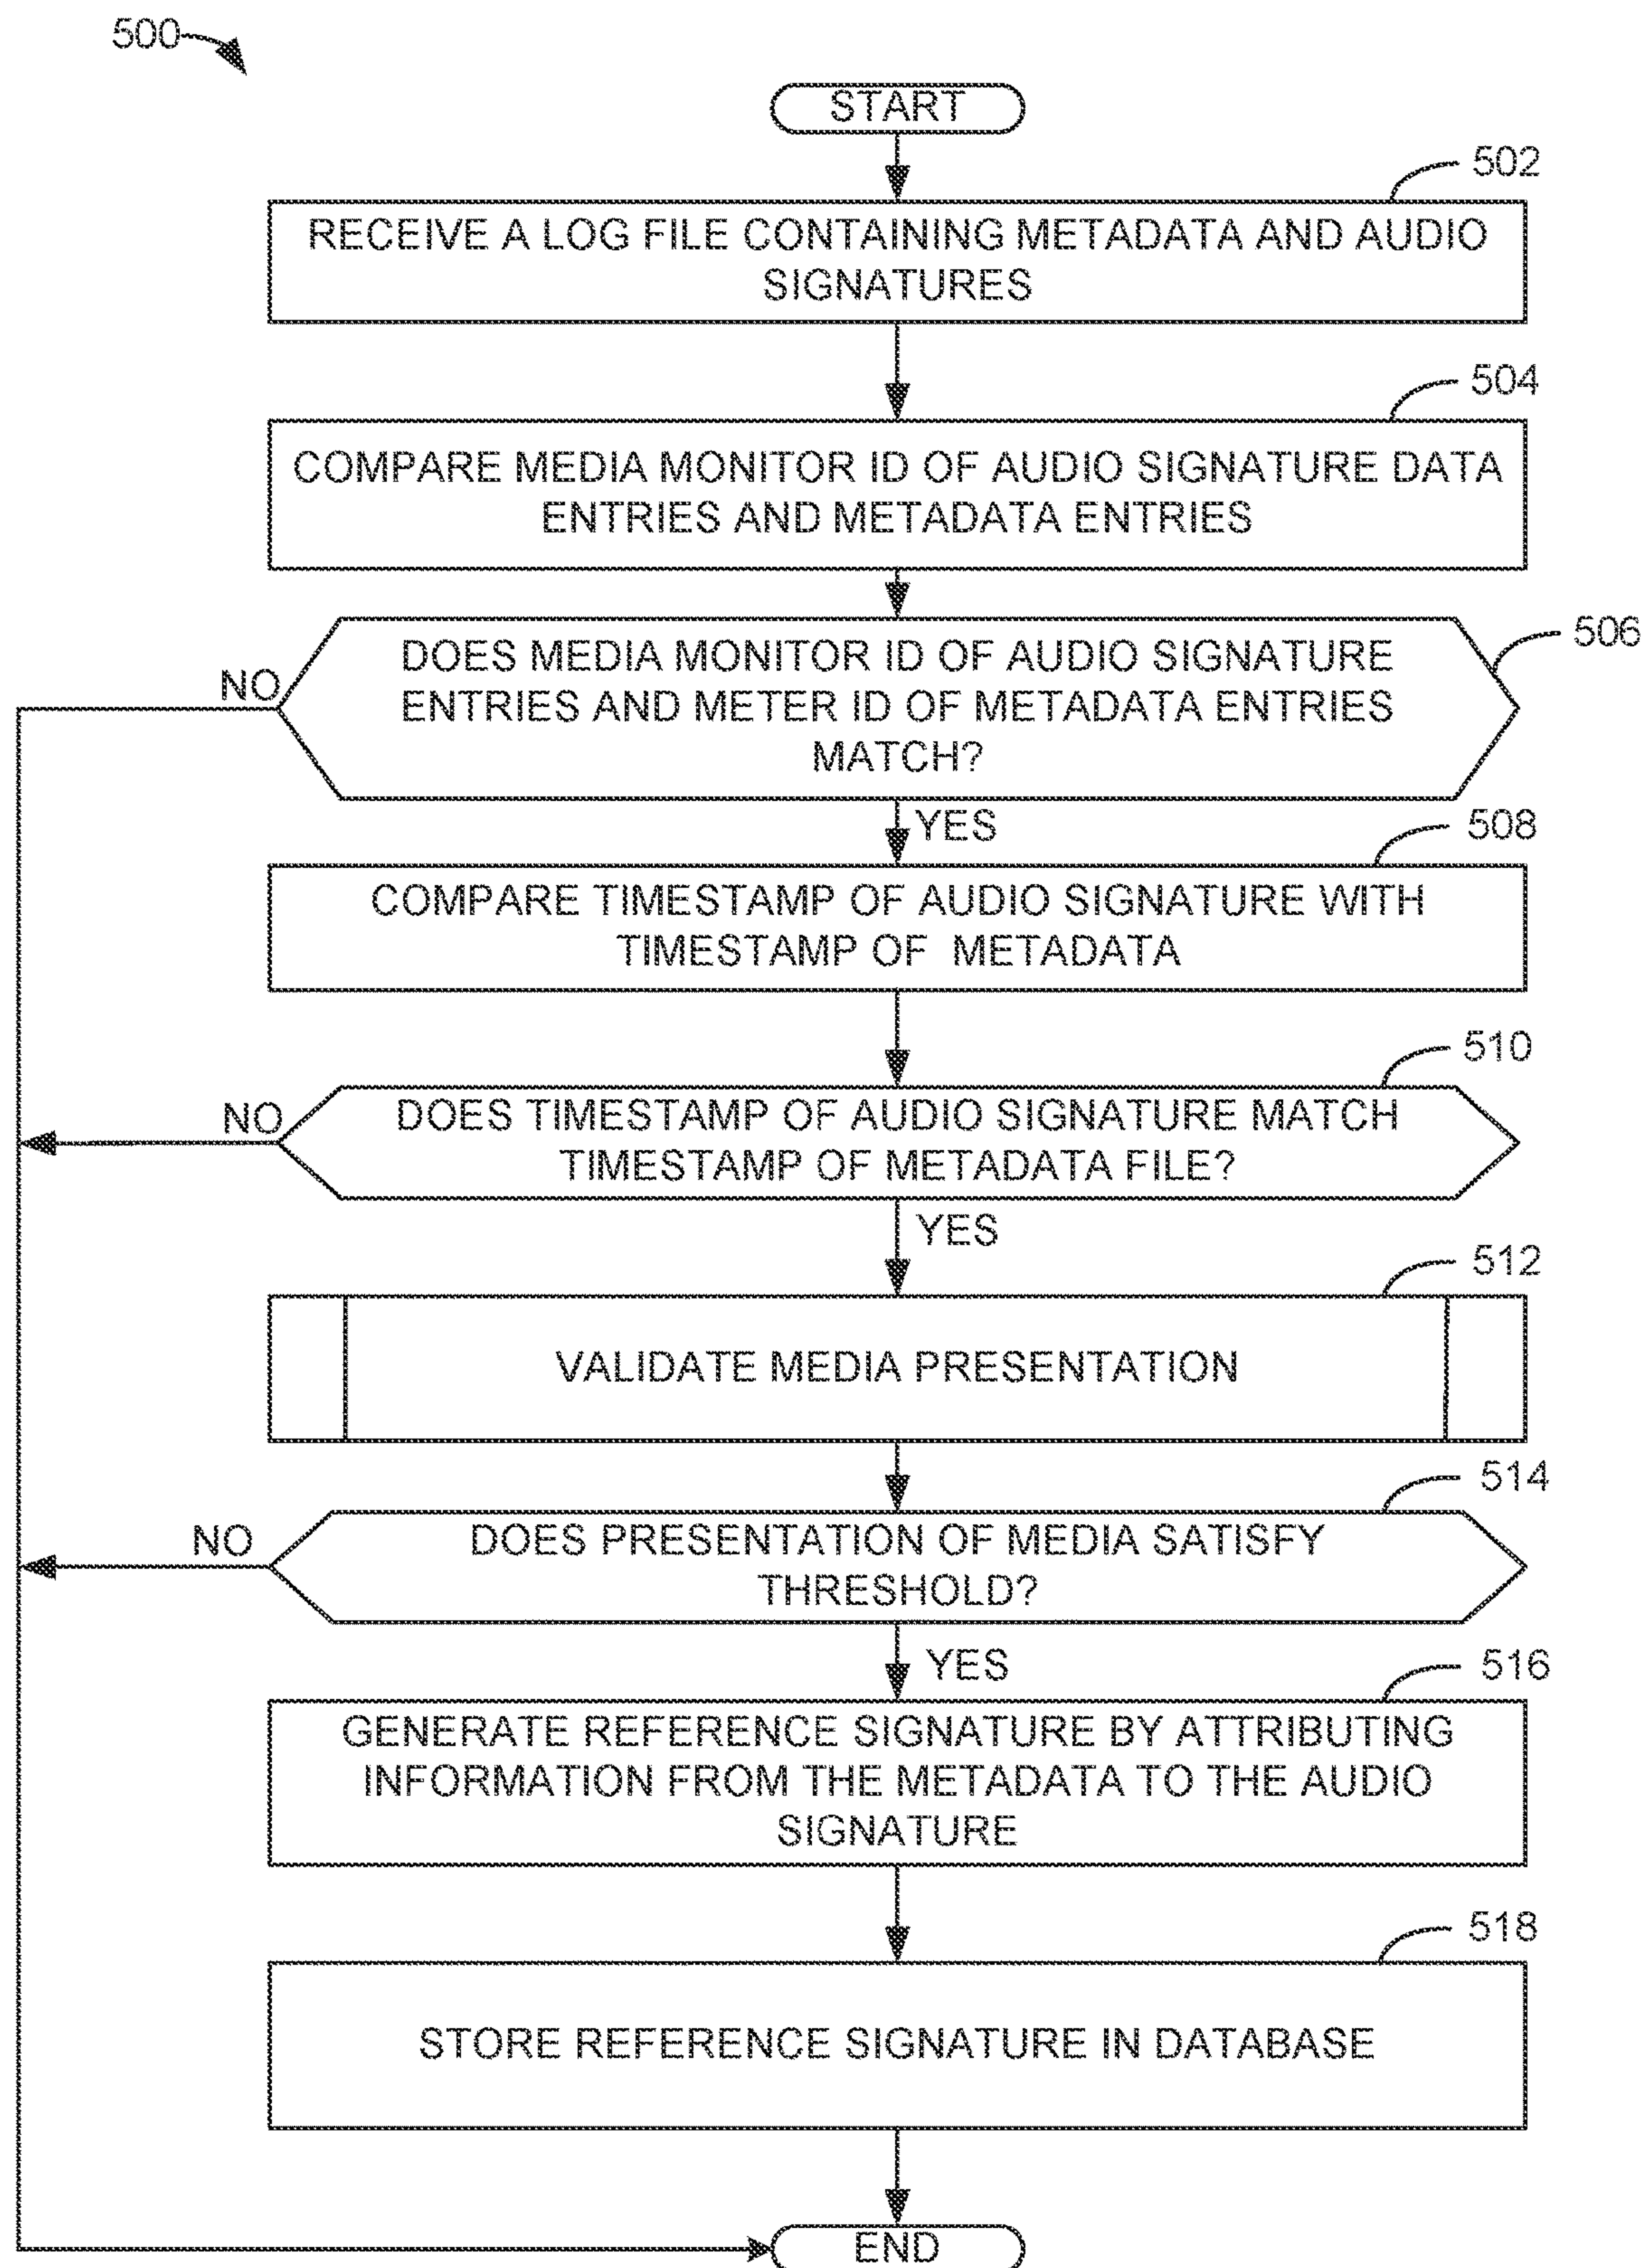 500
START
502
RECEIVE A LOG FILE CONTAINING METADATA AND AUDIO
SIGNATURES
504
COMPARE MEDIA MONITOR ID OF AUDIO SIGNATURE DATA
ENTRIES AND METADATA ENTRIES
506
DOES MEDIA MONITOR ID OF AUDIO SIGNATURE
NO
ENTRIES AND METER ID OF METADATA ENTRIES
MATCH?
YES
508
COMPARE TIMESTAMP OF AUDIO SIGNATURE WITH
TIMESTAMP OF METADATA
510
NO
DOES TIMESTAMP OF AUDIO SIGNATURE MATCH
TIMESTAMP OF METADATA FILE?
YES
512
VALIDATE MEDIA PRESENTATION
514
NO
DOES PRESENTATION OF MEDIA SATISFY
THRESHOLD?
YES
516
GENERATE REFERENCE SIGNATURE BY ATTRIBUTING
INFORMATION FROM THE METADATA TO THE AUDIO
SIGNATURE
518
STORE REFERENCE SIGNATURE IN DATABASE
END